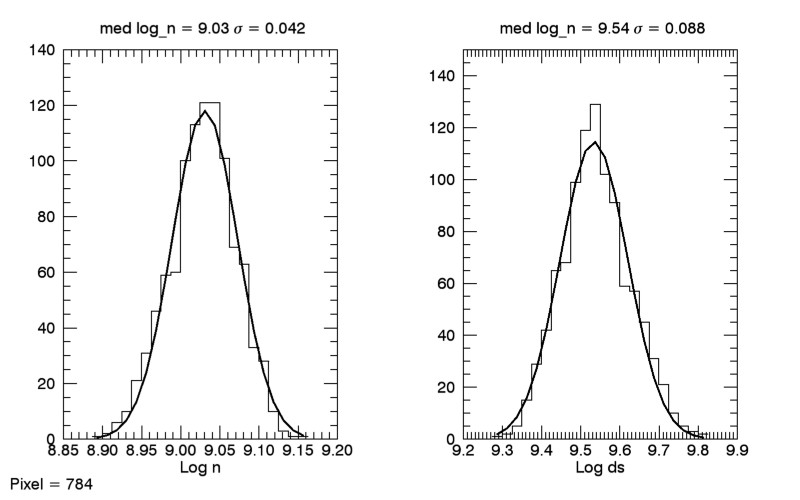 med log_n = 9.03 σ = 0.042
140
120
100
80
60
40
20
0
8.85 8.90 8.95 9.00 9.05 9.10 9.15 9.20
Log n
med log_n = 9.54 σ = 0.088
140
120
100
80
60
40
20
0
9.2 9.3 9.4 9.5 9.6 9.7 9.8 9.9
Log ds
Pixel = 784